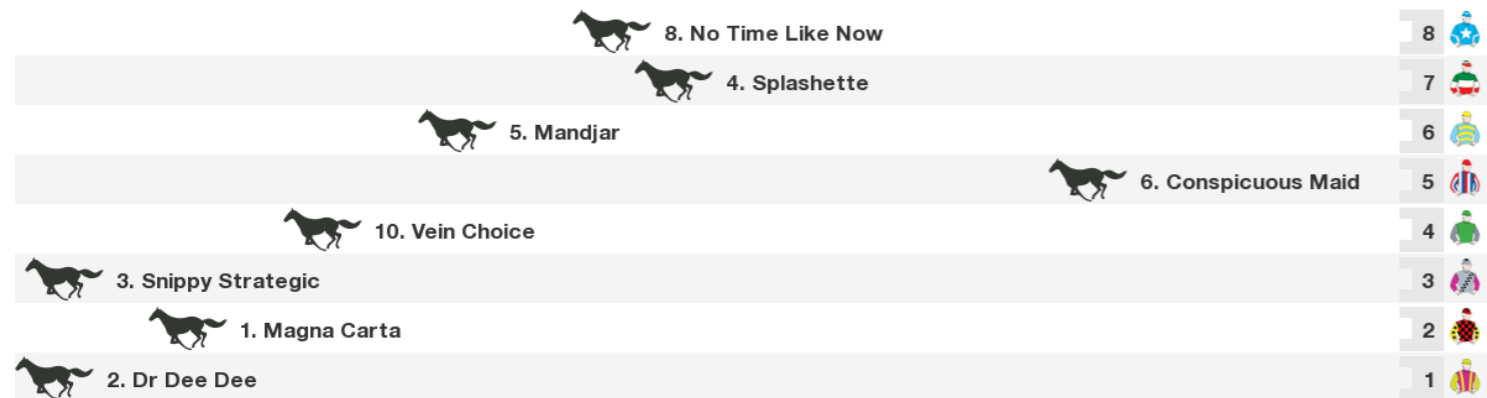 8. No Time Like Now 8
4. Splashette 7
5. Mandjar 6
6. Conspicuous Maid 5
10. Vein Choice 4
3. Snippy Strategic 3
1. Magna Carta 2
2. Dr Dee Dee 1